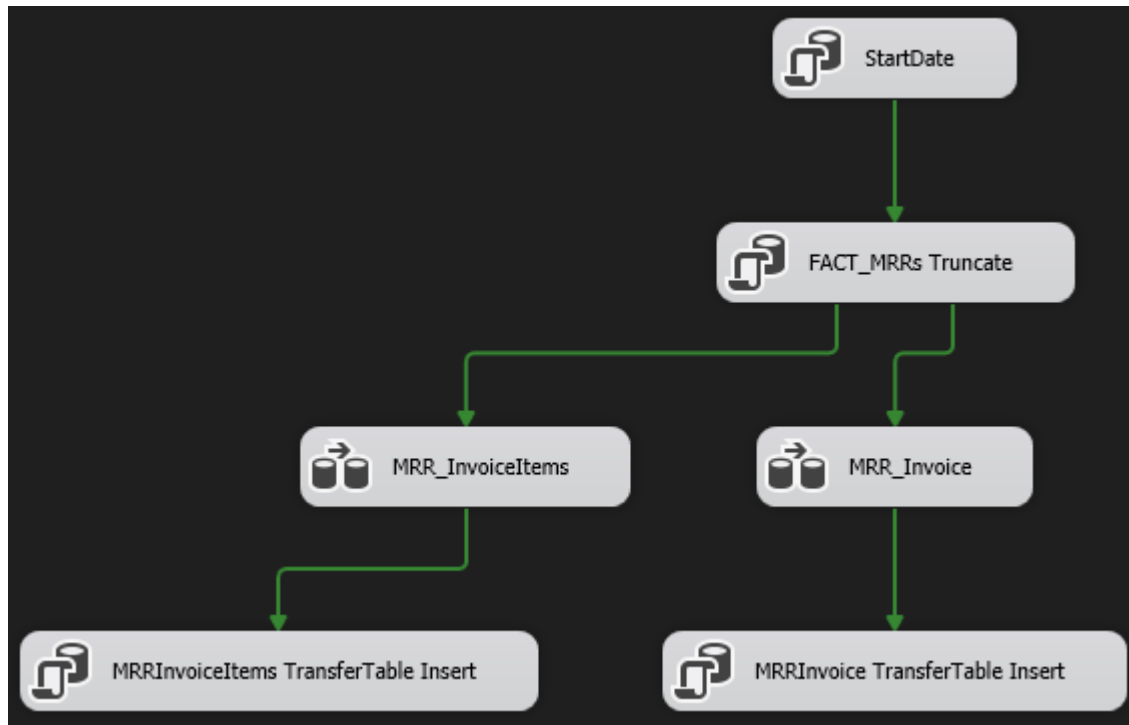 StartDate
FACT_MRRs Truncate
MRR_InvoiceItems
MRR_Invoice
MRRInvoiceItems TransferTable Insert
MRRInvoice TransferTable Insert